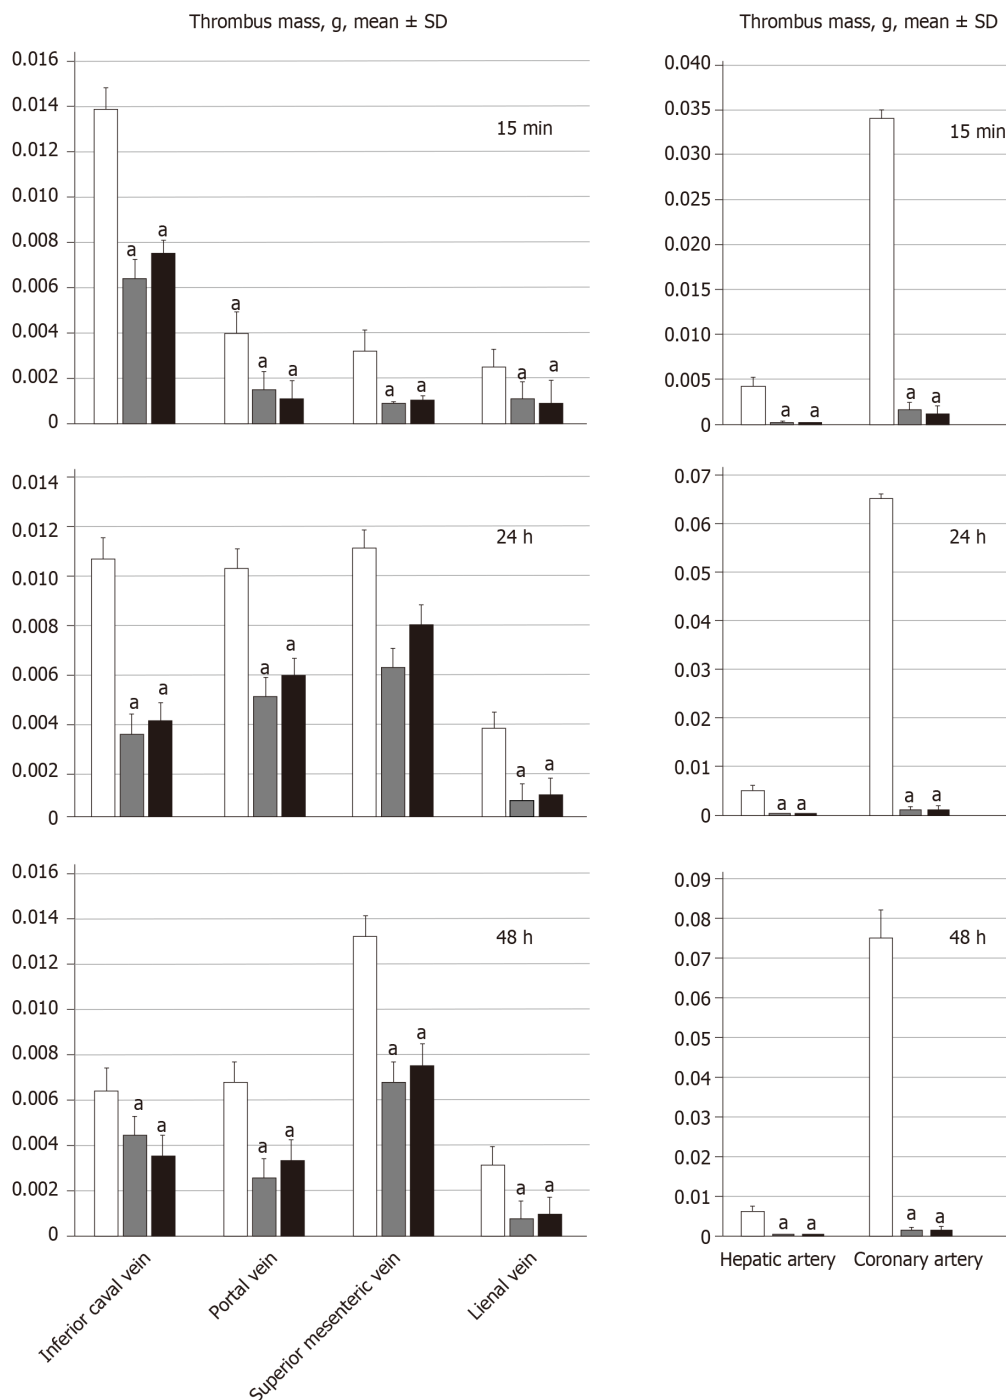 Thrombus mass, g, mean ± SD
0.016
0.014
0.012
0.010
0.008
0.006
0.004
0.002
0
15 min
a
a
a
a
a
a
a
a
a
0.014
0.012
0.010
0.008
0.006
0.004
0.002
0
24 h
a
a
a
a
a
a
0.016
0.014
0.012
0.010
0.008
0.006
0.004
0.002
0
48 h
a
a
a
a
a
a
a
a
Inferior caval vein
Portal vein
Superior mesenteric vein
Lienal vein
Thrombus mass, g, mean ± SD
0.040
0.035
0.030
0.025
0.020
0.015
0.010
0.005
0
15 min
a
a
a
a
0.07
0.06
0.05
0.04
0.03
0.02
0.01
0
24 h
a
a
a
a
0.09
0.08
0.07
0.06
0.05
0.04
0.03
0.02
0.01
0
48 h
a
a
a
a
Hepatic artery
Coronary artery